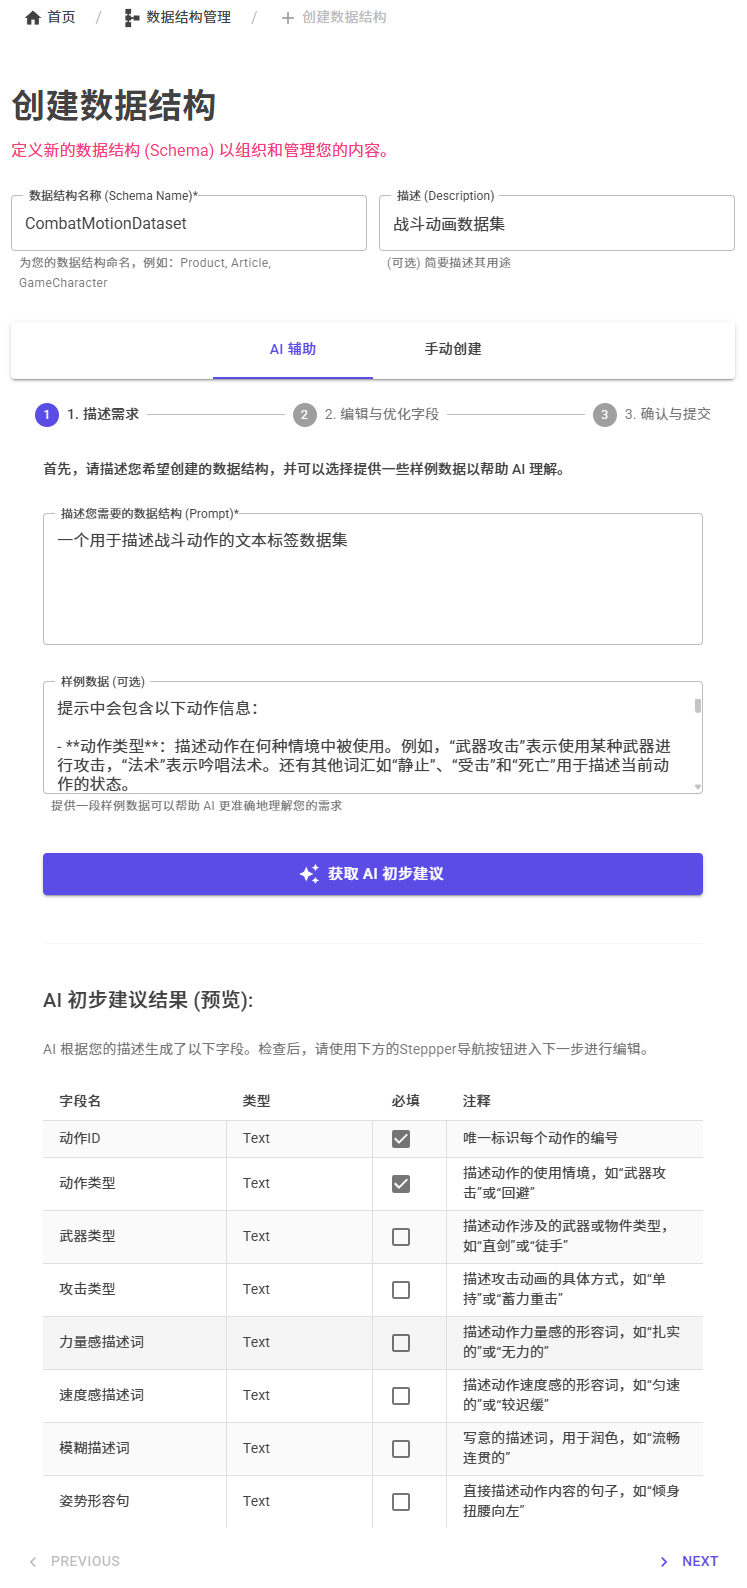 首页 / 数据结构管理 / + 创建数据结构
创建数据结构
定义新的数据结构 (Schema) 以组织和管理您的内容。
数据结构名称 (Schema Name)*
CombatMotionDataset
为您的数据结构命名，例如：Product, Article,
GameCharacter
描述 (Description)
战斗动画数据集
(可选) 简要描述其用途
AI 辅助
手动创建
1 1. 描述需求
2 2. 编辑与优化字段
3 3. 确认与提交
首先，请描述您希望创建的数据结构，并可以选择提供一些样例数据以帮助 AI 理解。
描述您需要的数据结构 (Prompt)*
一个用于描述战斗动作的文本标签数据集
样例数据 (可选)
提示中会包含以下动作信息：
- **动作类型**：描述动作在何种情境中被使用。例如，“武器攻击”表示使用某种武器进
行攻击，“法术”表示吟唱法术。还有其他词汇如“静止”、“受击”和“死亡”用于描述当前动
作的状态。
提供一段样例数据可以帮助 AI 更准确地理解您的需求
获取 AI 初步建议
AI 初步建议结果 (预览):
AI 根据您的描述生成了以下字段。检查后，请使用下方的Steppper导航按钮进入下一步进行编辑。
字段名 类型 必填 注释
动作ID Text 唯一标识每个动作的编号
动作类型 Text 描述动作的使用情境，如“武器攻
击”或“回避”
武器类型 Text 描述动作涉及的武器或物件类型，
如“直剑”或“徒手”
攻击类型 Text 描述攻击动画的具体方式，如“单
持”或“蓄力重击”
力量感描述词 Text 描述动作力量感的形容词，如“扎实
的”或“无力的”
速度感描述词 Text 描述动作速度感的形容词，如“匀速
的”或“较迟缓”
模糊描述词 Text 写意的描述词，用于润色，如“流畅
连贯的”
姿势形容句 Text 直接描述动作内容的句子，如“倾身
扭腰向左”
PREVIOUS
NEXT